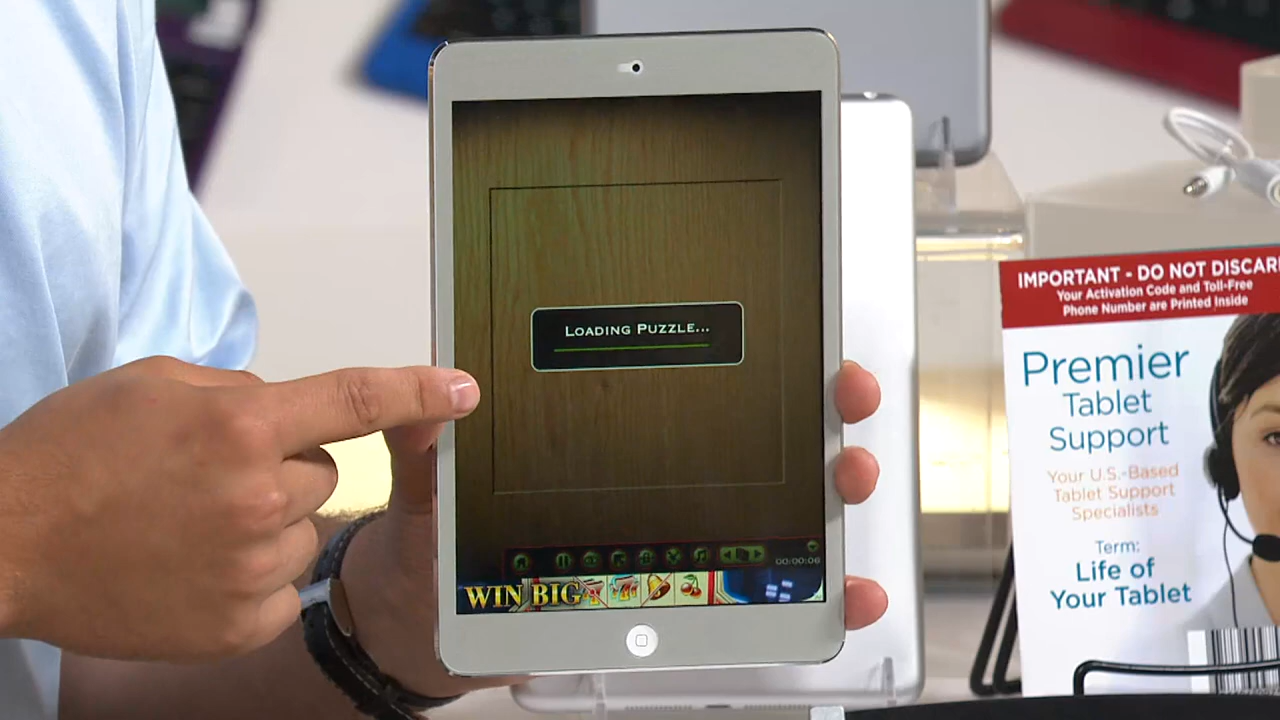 LOADING PUZZLE...
00:00:06
WIN BIG
IMPORTANT - DO NOT DISCAR
Your Activation Code and Toll-Free
Phone Number are Printed Inside
Premier
Tablet
Support
Your U.S.-Based
Tablet Support
Specialists
Term:
Life of
Your Tablet